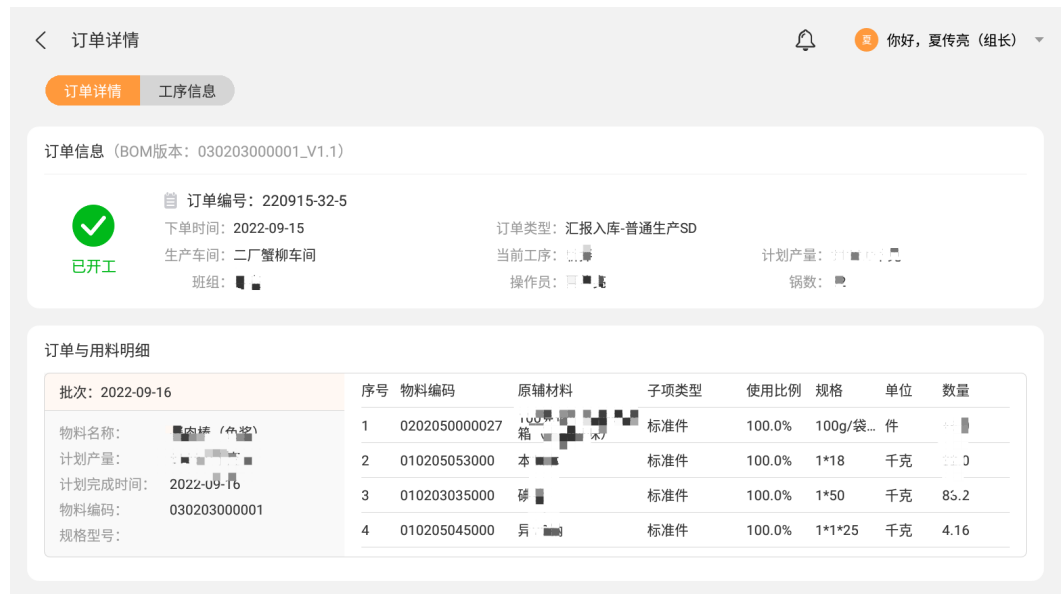 订单详情
夏 你好，夏传亮（组长）
订单详情 工序信息
订单信息（BOM版本：030203000001_V1.1）
订单编号：220915-32-5
下单时间：2022-09-15 订单类型：汇报入库-普通生产SD
生产车间：二厂蟹柳车间 当前工序： 计划产量：
已开工
班组： 操作员： 锅数：
订单与用料明细
批次：2022-09-16
物料名称：
计划产量：
计划完成时间： 2022-09-16
物料编码： 030203000001
规格型号：
序号 物料编码 原辅材料 子项类型 使用比例 规格 单位 数量
1 0202050000027 标准件 100.0% 100g/袋... 件
2 010205053000 标准件 100.0% 1*18 千克
3 010203035000 标准件 100.0% 1*50 千克
4 010205045000 标准件 100.0% 1*1*25 千克 4.16